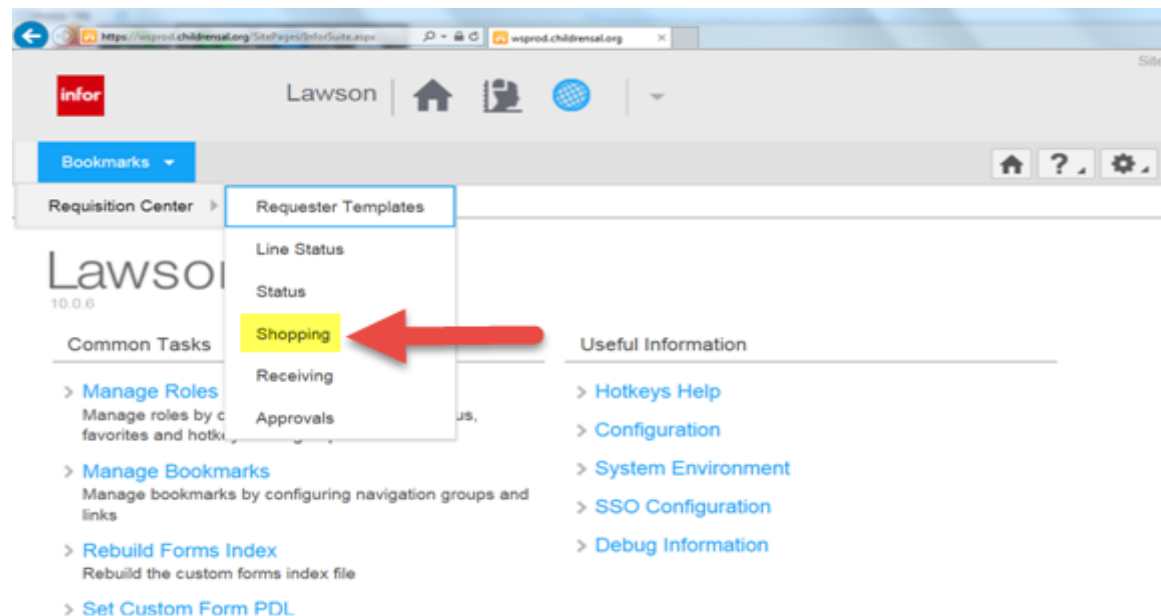 https://wsprod.childrensal.org/SitePages/InforSuite.aspx
wsprod.childrensal.org
Site
infor
Lawson
Bookmarks
?
Requisition Center
Requester Templates
Line Status
Status
Shopping
Receiving
Approvals
Lawson
10.0.6
Common Tasks
Manage Roles
Manage roles by c us,
favorites and hotke
Manage Bookmarks
Manage bookmarks by configuring navigation groups and
links
Rebuild Forms Index
Rebuild the custom forms index file
Set Custom Form PDL
Useful Information
Hotkeys Help
Configuration
System Environment
SSO Configuration
Debug Information